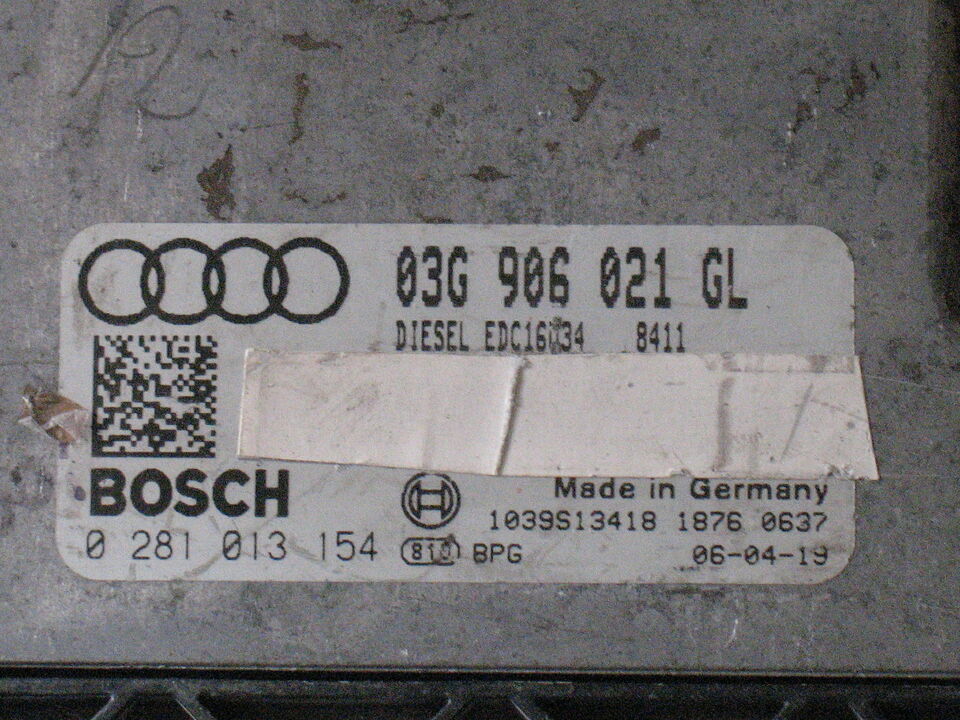 03G 906 021 GL
DIESEL EDC16U34 8411
BOSCH
Made in Germany
1039S13418 1876 0637
0 281 013 154
BPG
06-04-19